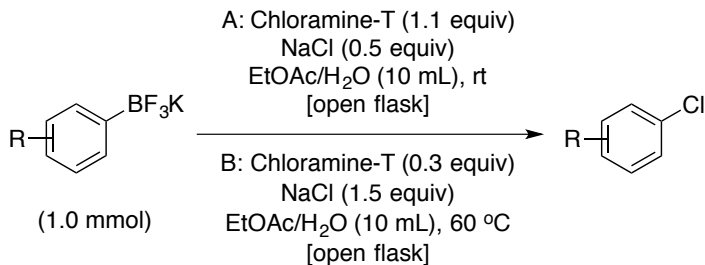 A: Chloramine-T (1.1 equiv)
NaCl (0.5 equiv)
EtOAc/H2O (10 mL), rt
[open flask]
R
BF3K
R
Cl
B: Chloramine-T (0.3 equiv)
NaCl (1.5 equiv)
(1.0 mmol)
EtOAc/H2O (10 mL), 60 ºC
[open flask]